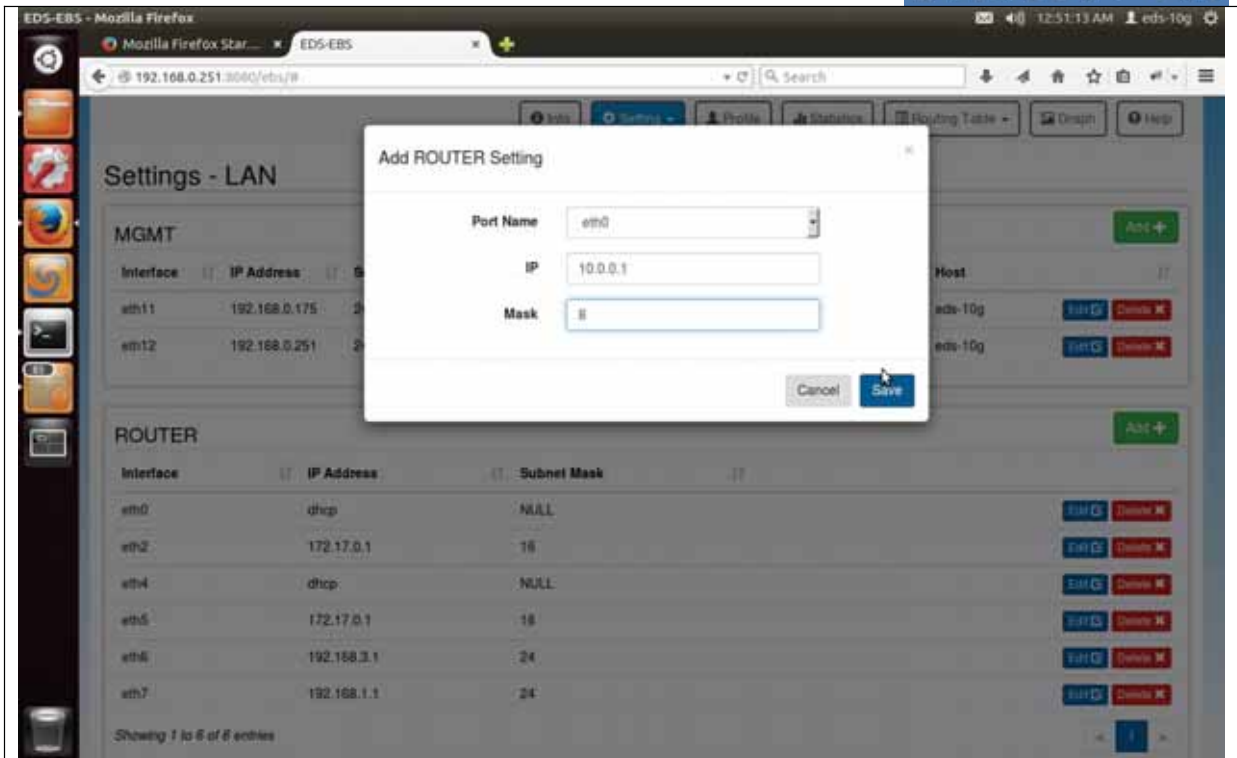 EDS-EBS - Mozilla Firefox
12:51:13 AM eds-10g
Mozilla Firefox Star... × EDS-EBS ×
192.168.0.251:8080/ebs/#
Search
Info Setting Profile Statistics Routing Table Graph Help
Settings - LAN
Add ROUTER Setting ×
Port Name eth0
IP 10.0.0.1
Mask 8
Cancel Save
MGMT Add +
Interface IP Address Host
eth11 192.168.0.175 eds-10g Edit Delete
eth12 192.168.0.251 eds-10g Edit Delete
ROUTER Add +
Interface IP Address Subnet Mask
eth0 dhcp NULL Edit Delete
eth2 172.17.0.1 16 Edit Delete
eth4 dhcp NULL Edit Delete
eth5 172.17.0.1 Edit Delete
eth6 192.168.3.1 24 Edit Delete
eth7 192.168.1.1 24 Edit Delete
Showing 1 to 6 of 6 entries « 1 »